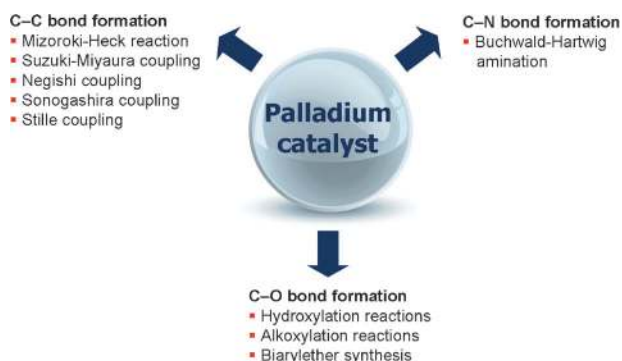 C–C bond formation
▪ Mizoroki-Heck reaction
▪ Suzuki-Miyaura coupling
▪ Negishi coupling
▪ Sonogashira coupling
▪ Stille coupling
C–N bond formation
▪ Buchwald-Hartwig
amination
Palladium
catalyst
C–O bond formation
▪ Hydroxylation reactions
▪ Alkoxylation reactions
▪ Biarylether synthesis